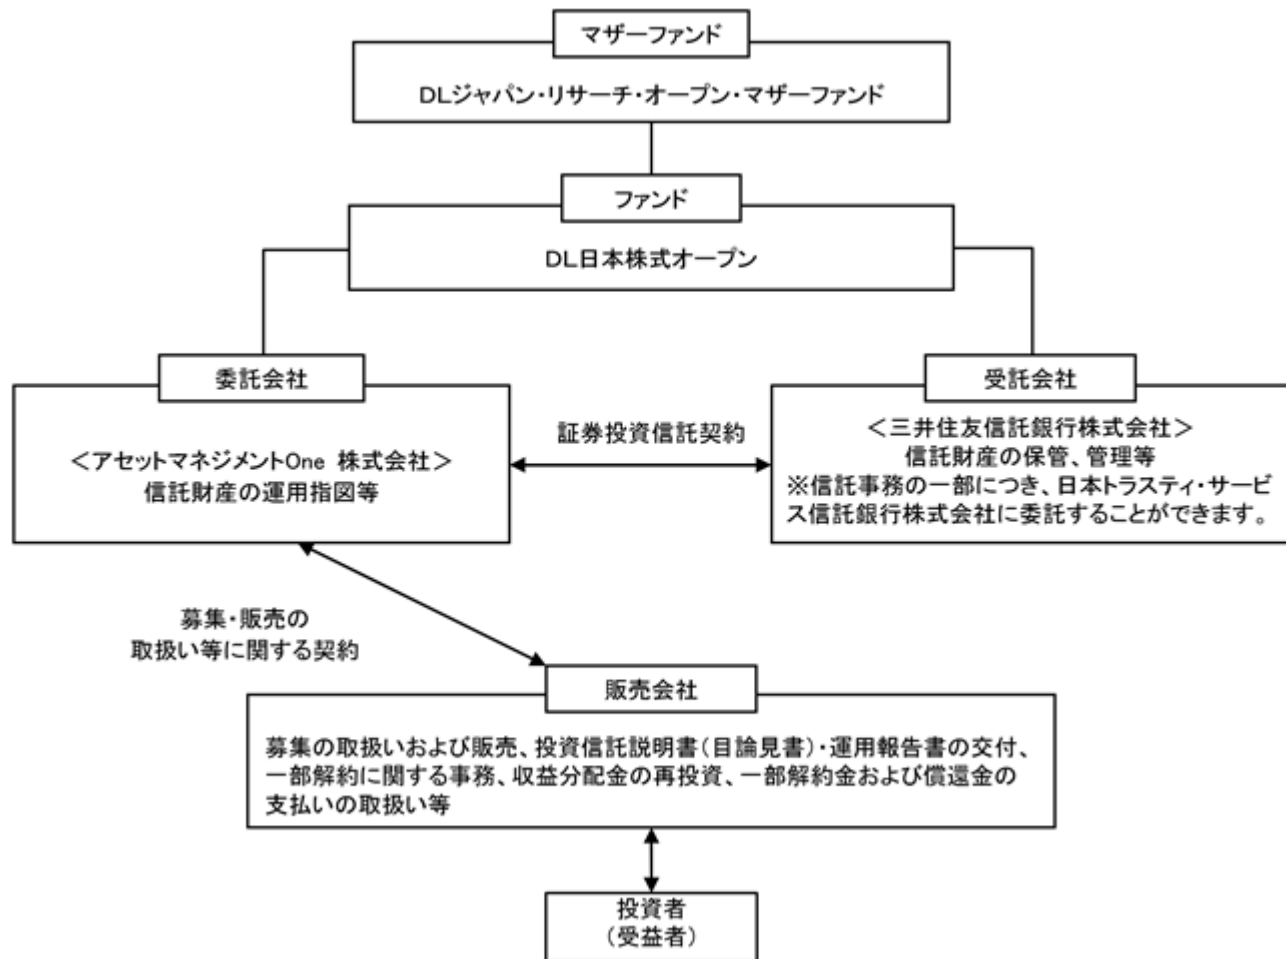 マザーファンド
DLジャパン・リサーチ・オープン・マザーファンド
ファンド
DL日本株式オープン
委託会社
<アセットマネジメントOne 株式会社>
信託財産の運用指図等
証券投資信託契約
受託会社
<三井住友信託銀行株式会社>
信託財産の保管、管理等
※信託事務の一部につき、日本トラスティ・サービ
ス信託銀行株式会社に委託することができます。
募集・販売の
取扱い等に関する契約
販売会社
募集の取扱いおよび販売、投資信託説明書(目論見書)・運用報告書の交付、
一部解約に関する事務、収益分配金の再投資、一部解約金および償還金の
支払いの取扱い等
投資者
(受益者)